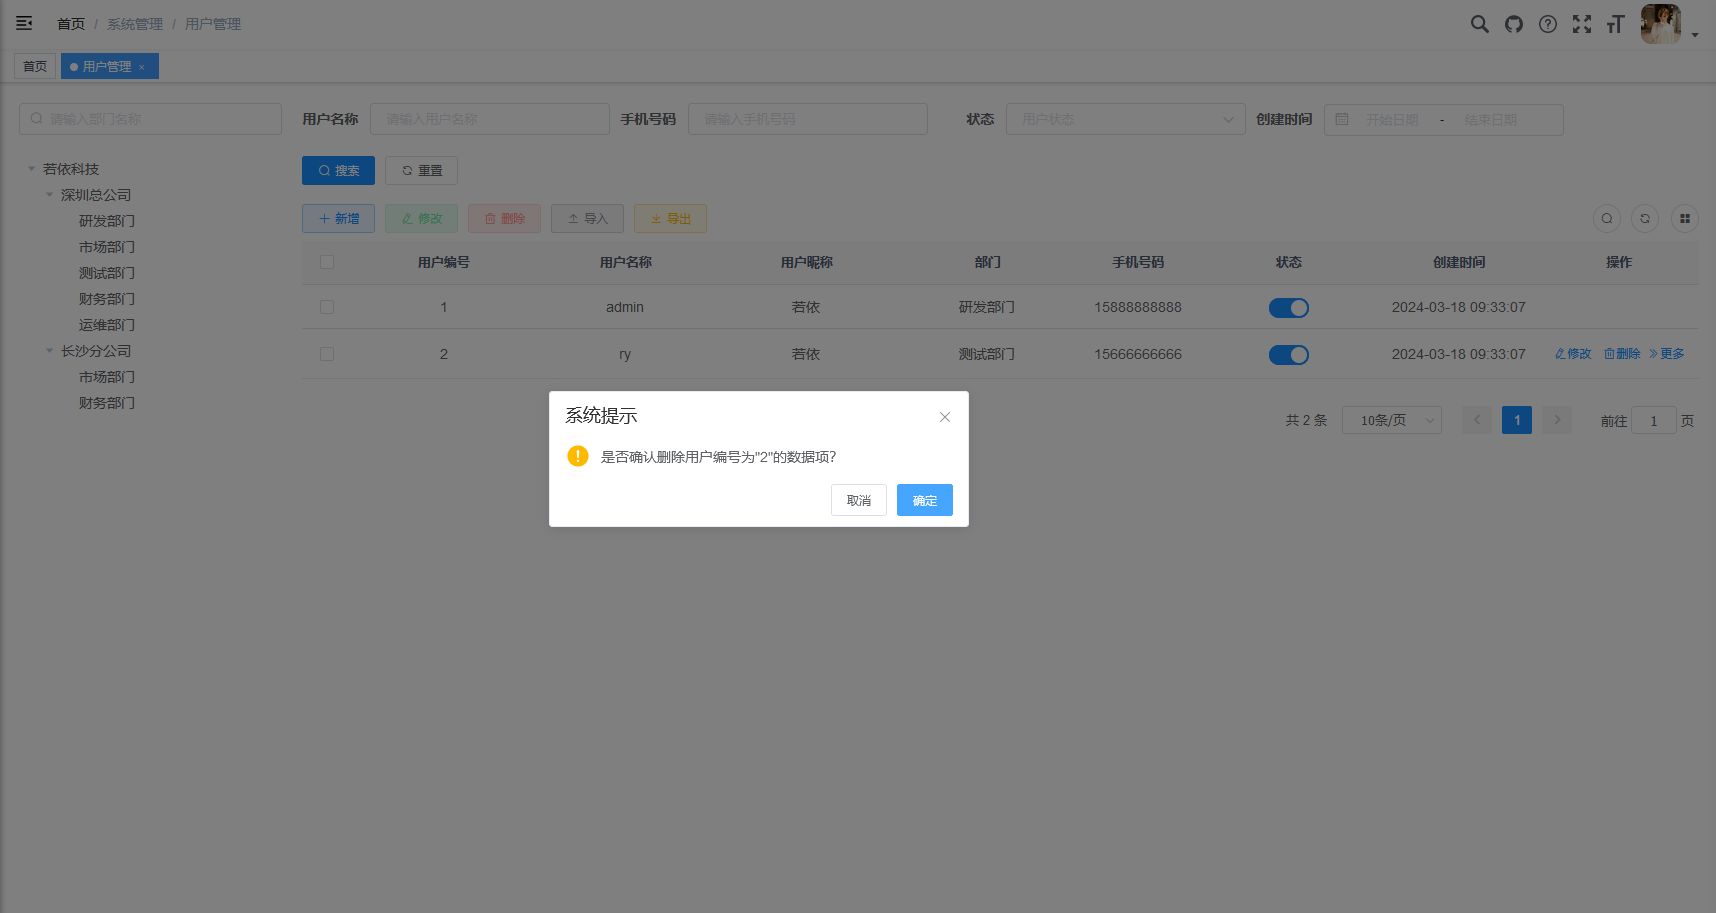 首页 / 系统管理 / 用户管理
首页 用户管理 ×
请输入部门名称
用户名称 请输入用户名称 手机号码 请输入手机号码 状态 用户状态 创建时间 开始日期 - 结束日期
搜索 重置
新增 修改 删除 导入 导出
若依科技
深圳总公司
研发部门
市场部门
测试部门
财务部门
运维部门
长沙分公司
市场部门
财务部门
用户编号 用户名称 用户昵称 部门 手机号码 状态 创建时间 操作
1 admin 若依 研发部门 15888888888 2024-03-18 09:33:07
2 ry 若依 测试部门 15666666666 2024-03-18 09:33:07 修改 删除 更多
共 2 条 10条/页 1 前往 1 页
系统提示
是否确认删除用户编号为"2"的数据项?
取消 确定